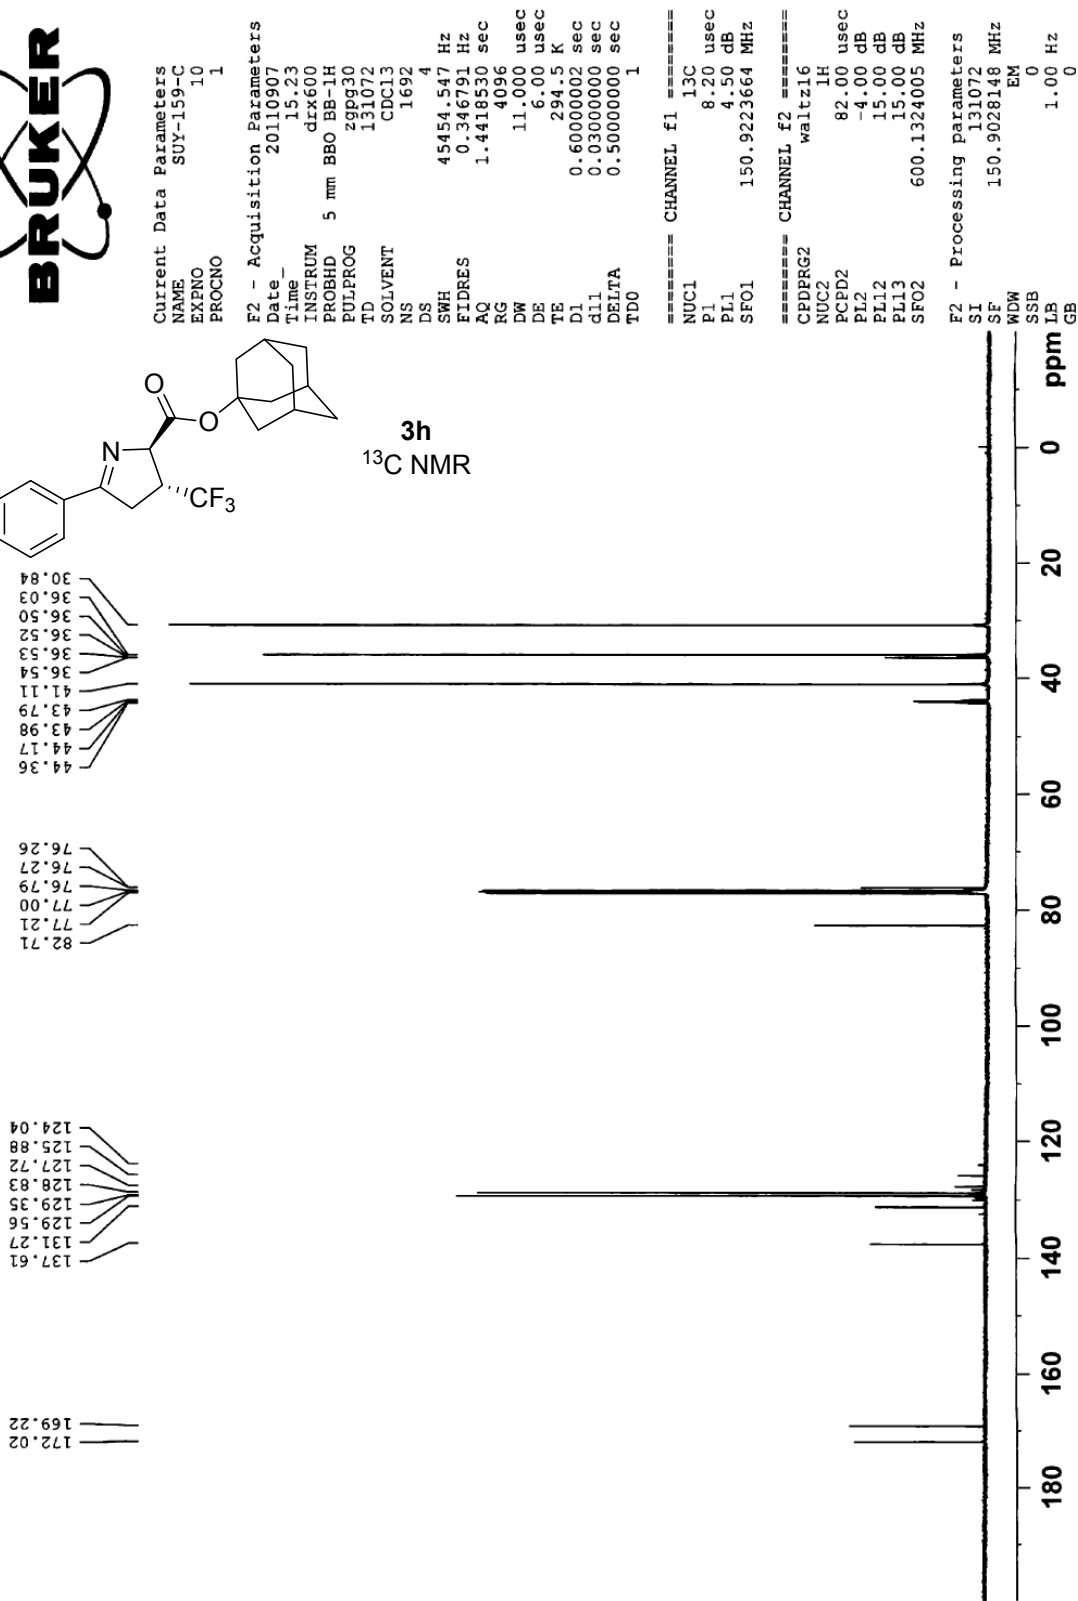 BRUKER
Current Data Parameters
NAME SUY-159-C
EXPNO 10
PROCNO 1
F2 - Acquisition Parameters
Date_ 20110907
Time 15.23
INSTRUM drx600
PROBHD 5 mm BBO BB-1H
PULPROG zgpg30
TD 131072
SOLVENT CDCl3
NS 1692
DS 4
SWH 45454.547 Hz
FIDRES 0.346791 Hz
AQ 1.4418530 sec
RG 4096
DW 11.000 usec
DE 6.00 usec
TE 294.5 K
D1 0.60000002 sec
d11 0.03000000 sec
DELTA 0.50000000 sec
TD0 1
======== CHANNEL f1 ========
NUC1 13C
P1 8.20 usec
PL1 4.50 dB
SFO1 150.9223664 MHz
======== CHANNEL f2 ========
CPDPRG2 waltz16
NUC2 1H
PCPD2 82.00 usec
PL2 -4.00 dB
PL12 15.00 dB
PL13 15.00 dB
SFO2 600.1324005 MHz
F2 - Processing parameters
SI 131072
SF 150.9028148 MHz
WDW EM
SSB 0
LB 1.00 Hz
GB 0
O
O
N
CF3
3h
13C NMR
30.84
36.03
36.50
36.52
36.53
36.54
41.11
43.79
43.98
44.17
44.36
76.26
76.27
76.79
77.00
77.21
82.71
124.04
125.88
127.72
128.83
129.35
129.56
131.27
137.61
169.22
172.02
ppm
0
20
40
60
80
100
120
140
160
180